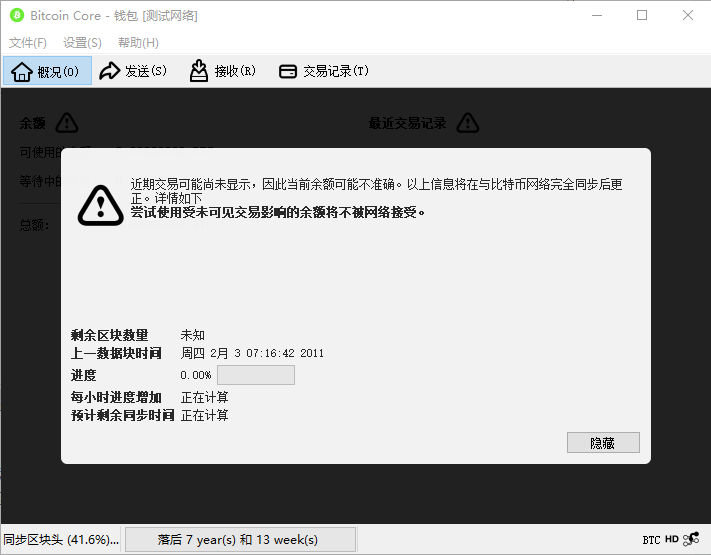 Bitcoin Core - 钱包 [测试网络]
文件(F) 设置(S) 帮助(H)
概况(O) 发送(S) 接收(R) 交易记录(T)
余额 最近交易记录
可使用的
等待中的
总额:
近期交易可能尚未显示，因此当前余额可能不准确。以上信息将在与比特币网络完全同步后更
正。详情如下
尝试使用受未可见交易影响的余额将不被网络接受。
剩余区块数量 未知
上一数据块时间 周四 2月 3 07:16:42 2011
进度 0.00%
每小时进度增加 正在计算
预计剩余同步时间 正在计算
隐藏
同步区块头 (41.6%)... 落后 7 year(s) 和 13 week(s) BTC HD